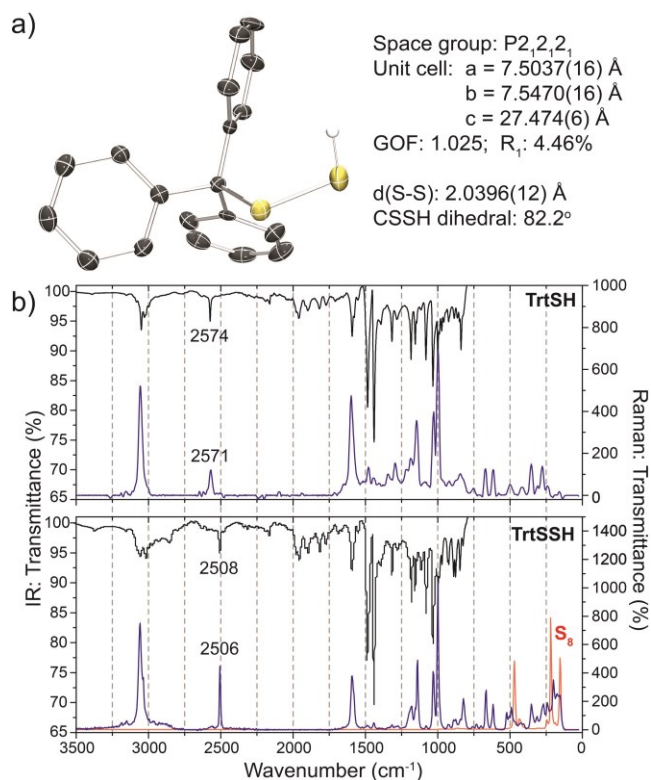 a)
Space group: P2₁2₁2₁
Unit cell: a = 7.5037(16) Å
b = 7.5470(16) Å
c = 27.474(6) Å
GOF: 1.025; R₁: 4.46%
d(S-S): 2.0396(12) Å
CSSH dihedral: 82.2°
b)
100
95
90
85
80
75
70
65
TrtSH
2574
2571
1000
800
600
400
200
0
100
95
90
85
80
75
70
65
TrtSSH
2508
2506
S₈
1400
1200
1000
800
600
400
200
0
IR: Transmittance (%)
Raman: Transmittance (%)
3500 3000 2500 2000 1500 1000 500 0
Wavenumber (cm⁻¹)